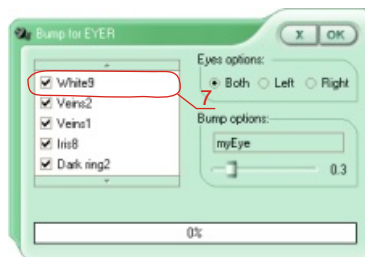 Bump for EYER
X OK
White9
Veins2
Veins1
Iris8
Dark ring2
7
Eyes options:
Both Left Right
Bump options:
myEye
0.3
0%